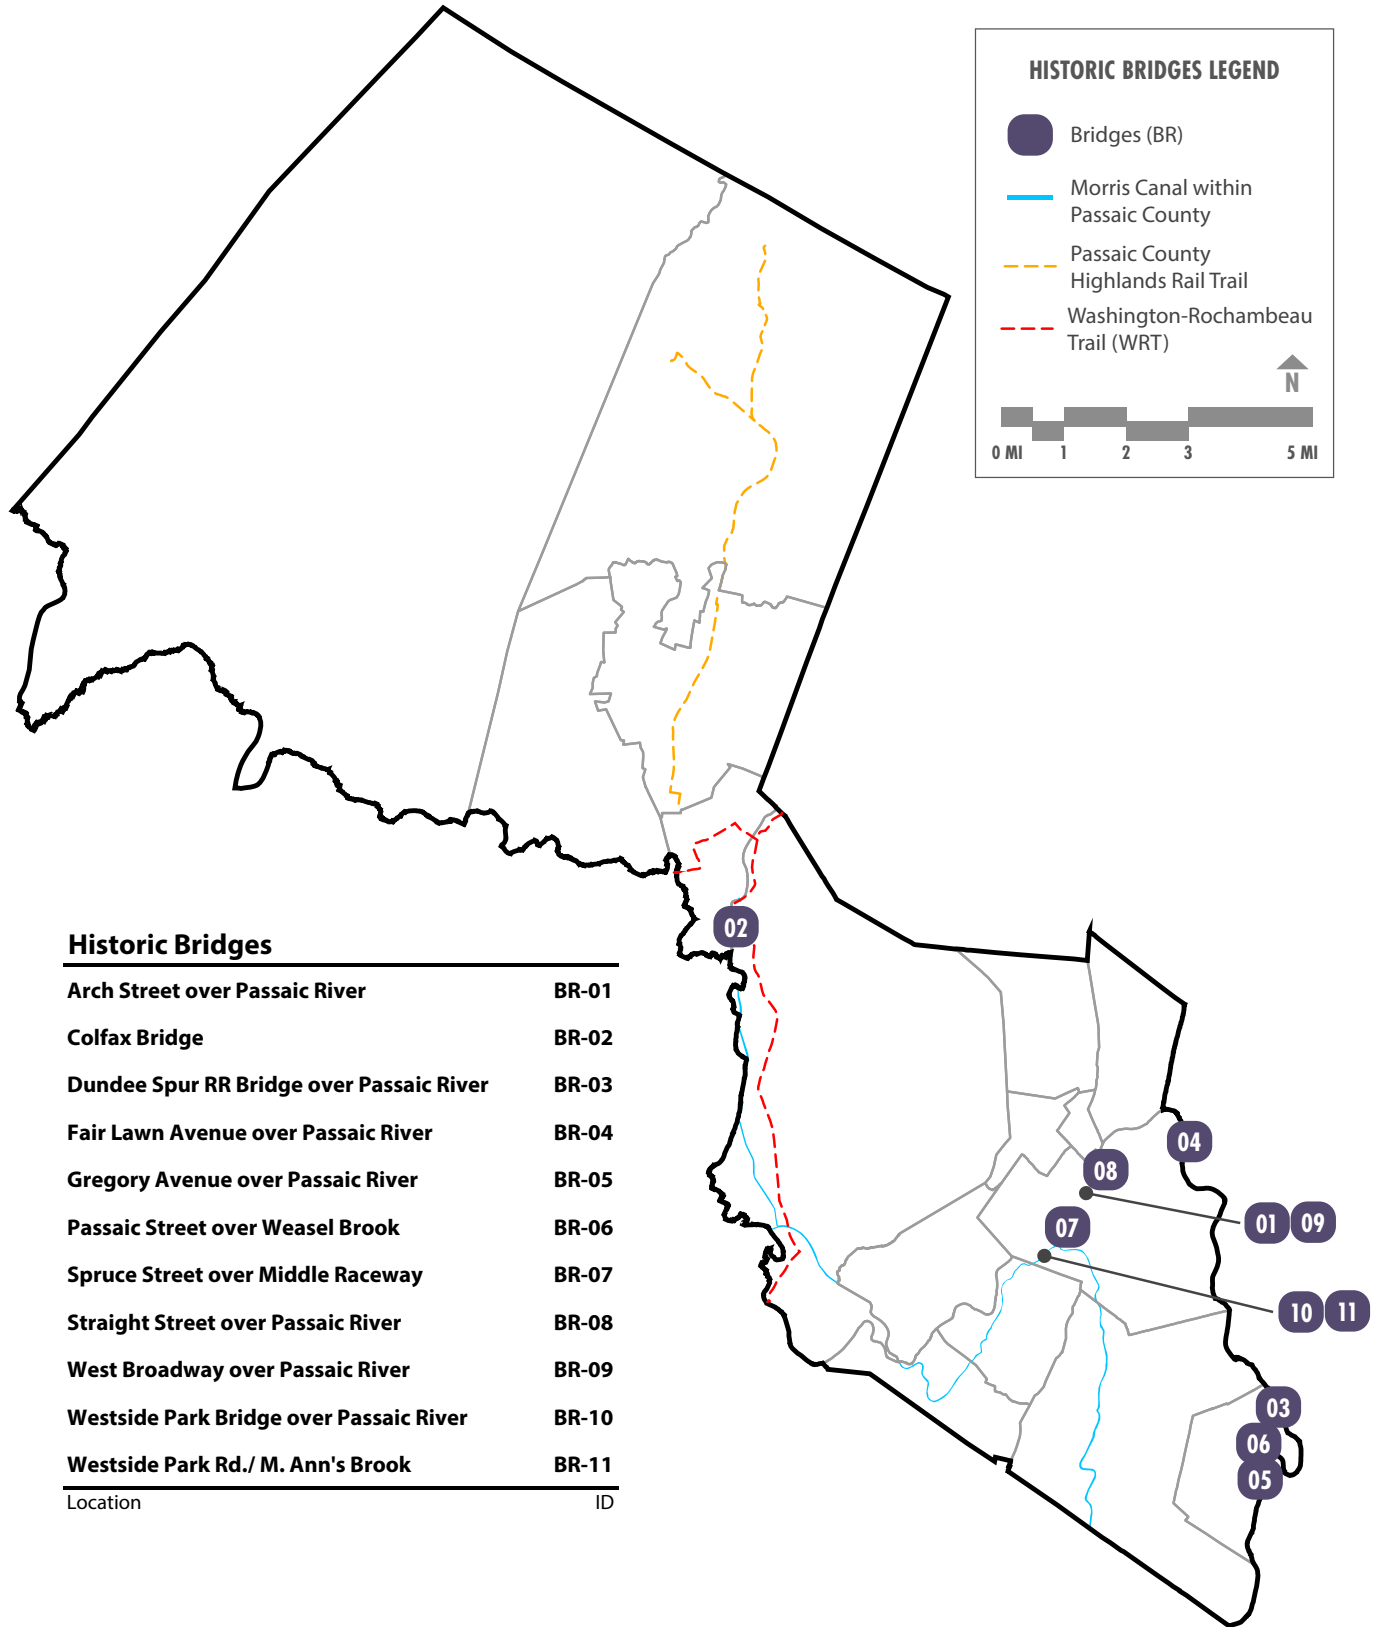 HISTORIC BRIDGES LEGEND
Bridges (BR)
Morris Canal within
Passaic County
Passaic County
Highlands Rail Trail
Washington-Rochambeau
Trail (WRT)
N
0 MI 1 2 3 5 MI
02
04
08
01 09
07
10 11
03
06
05
Historic Bridges
Arch Street over Passaic River BR-01
Colfax Bridge BR-02
Dundee Spur RR Bridge over Passaic River BR-03
Fair Lawn Avenue over Passaic River BR-04
Gregory Avenue over Passaic River BR-05
Passaic Street over Weasel Brook BR-06
Spruce Street over Middle Raceway BR-07
Straight Street over Passaic River BR-08
West Broadway over Passaic River BR-09
Westside Park Bridge over Passaic River BR-10
Westside Park Rd./ M. Ann's Brook BR-11
Location ID